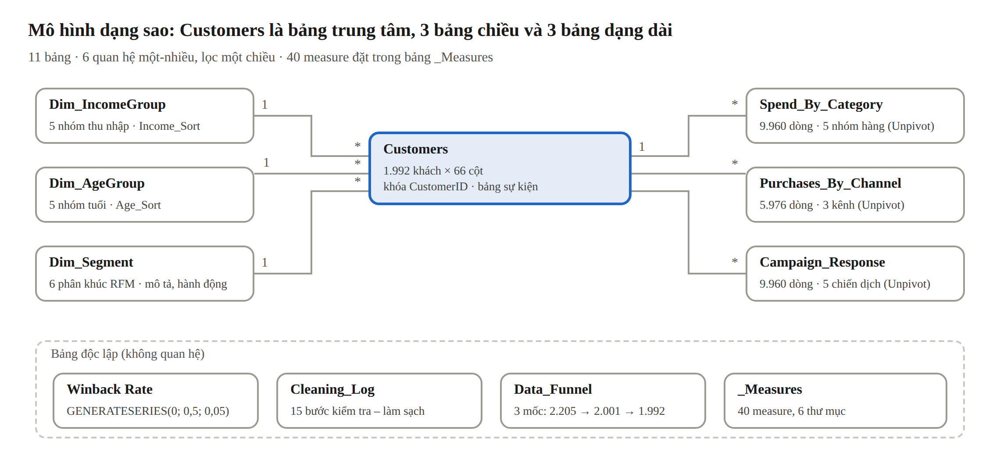 Mô hình dạng sao: Customers là bảng trung tâm, 3 bảng chiều và 3 bảng dạng dài
11 bảng · 6 quan hệ một-nhiều, lọc một chiều · 40 measure đặt trong bảng _Measures
Dim_IncomeGroup
5 nhóm thu nhập · Income_Sort
1
*
Dim_AgeGroup
5 nhóm tuổi · Age_Sort
1
*
Dim_Segment
6 phân khúc RFM · mô tả, hành động
1
*
Customers
1.992 khách × 66 cột
khóa CustomerID · bảng sự kiện
1
*
Spend_By_Category
9.960 dòng · 5 nhóm hàng (Unpivot)
*
Purchases_By_Channel
5.976 dòng · 3 kênh (Unpivot)
*
Campaign_Response
9.960 dòng · 5 chiến dịch (Unpivot)
Bảng độc lập (không quan hệ)
Winback Rate
GENERATESERIES(0; 0,5; 0,05)
Cleaning_Log
15 bước kiểm tra – làm sạch
Data_Funnel
3 mốc: 2.205 → 2.001 → 1.992
_Measures
40 measure, 6 thư mục